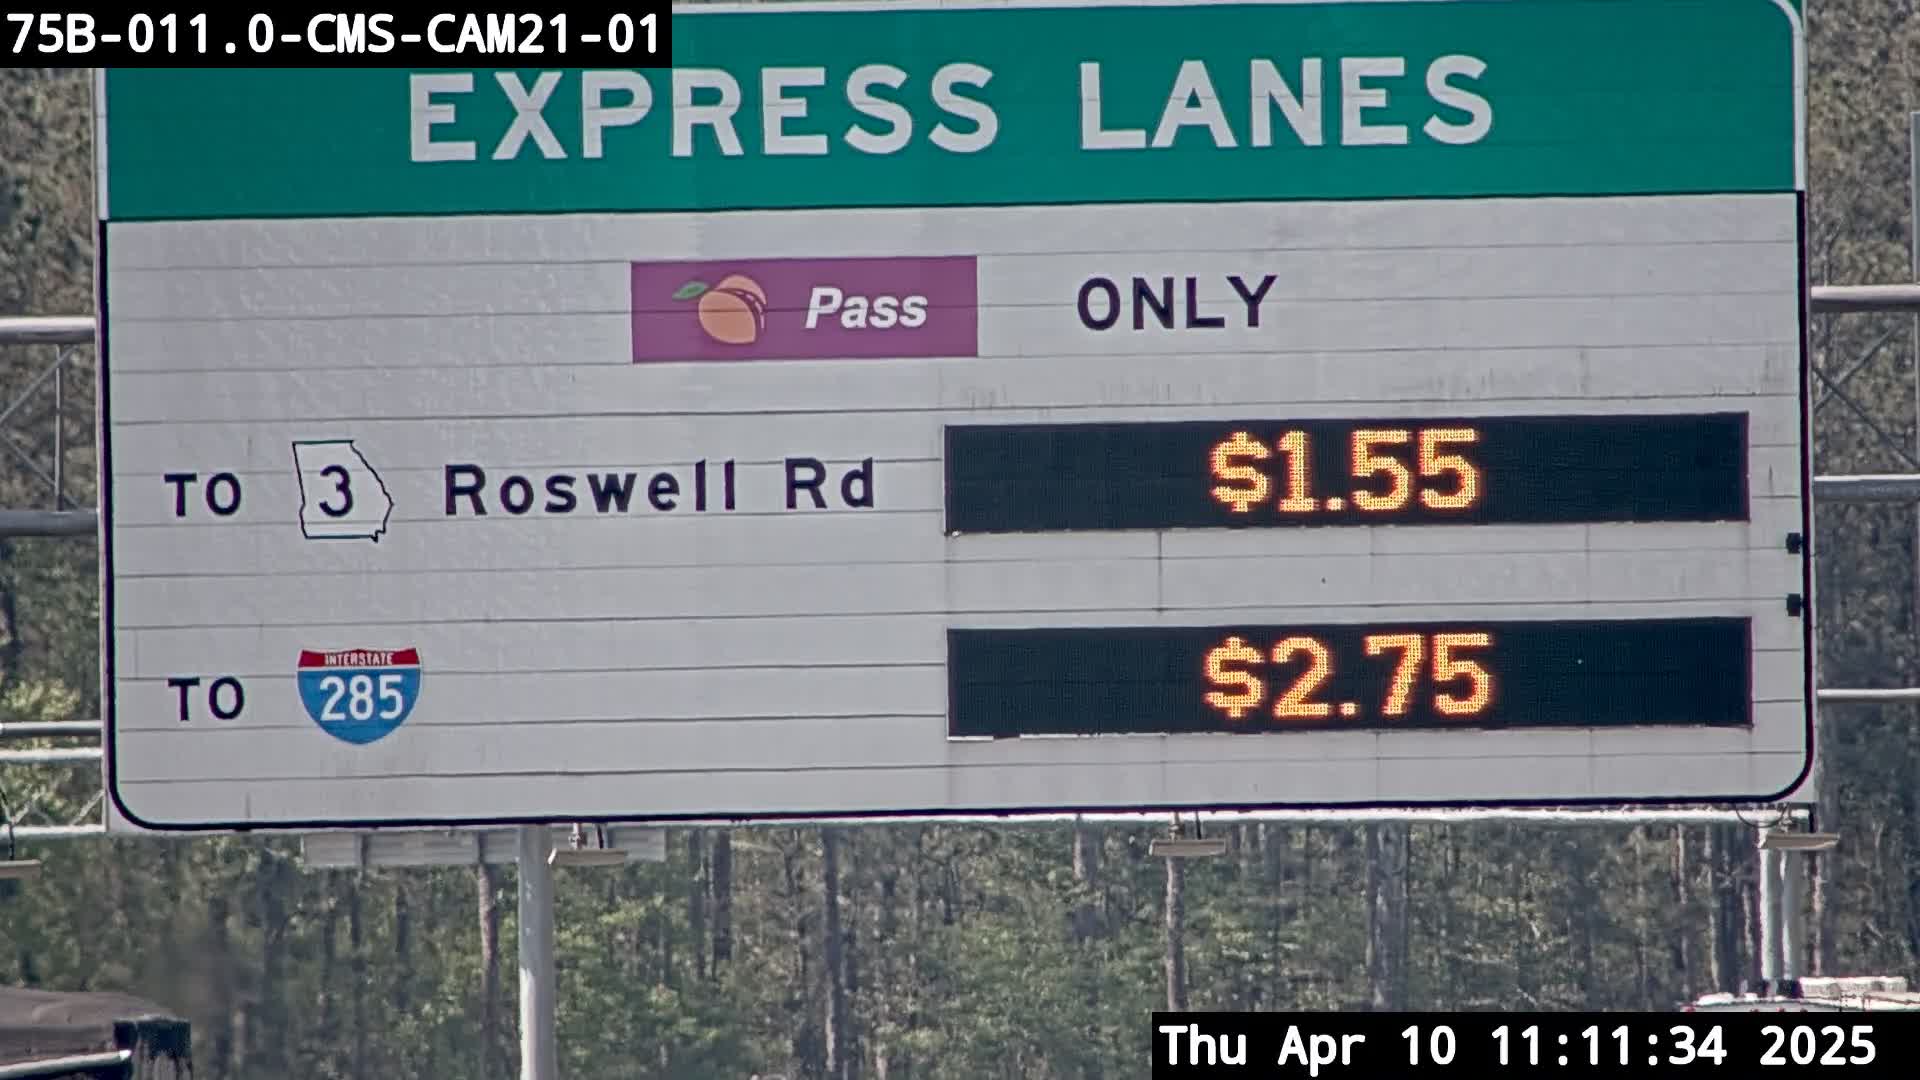 75B-011.0-CMS-CAM21-01
EXPRESS LANES
Pass ONLY
TO 3 Roswell Rd $1.55
INTERSTATE
TO 285 $2.75
Thu Apr 10 11:11:34 2025